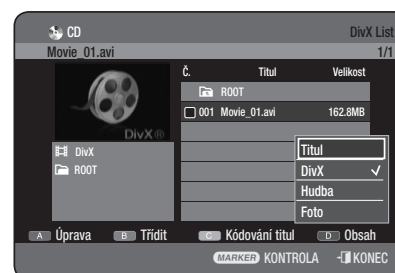 CD DivX List
Movie_01.avi 1/1
Č. Titul Velikost
ROOT
001 Movie_01.avi 162.8MB
DivX®
DivX
ROOT
Titul
DivX ✓
Hudba
Foto
A Úprava B Třídit C Kódování titul D Obsah
MARKER KONTROLA KONEC